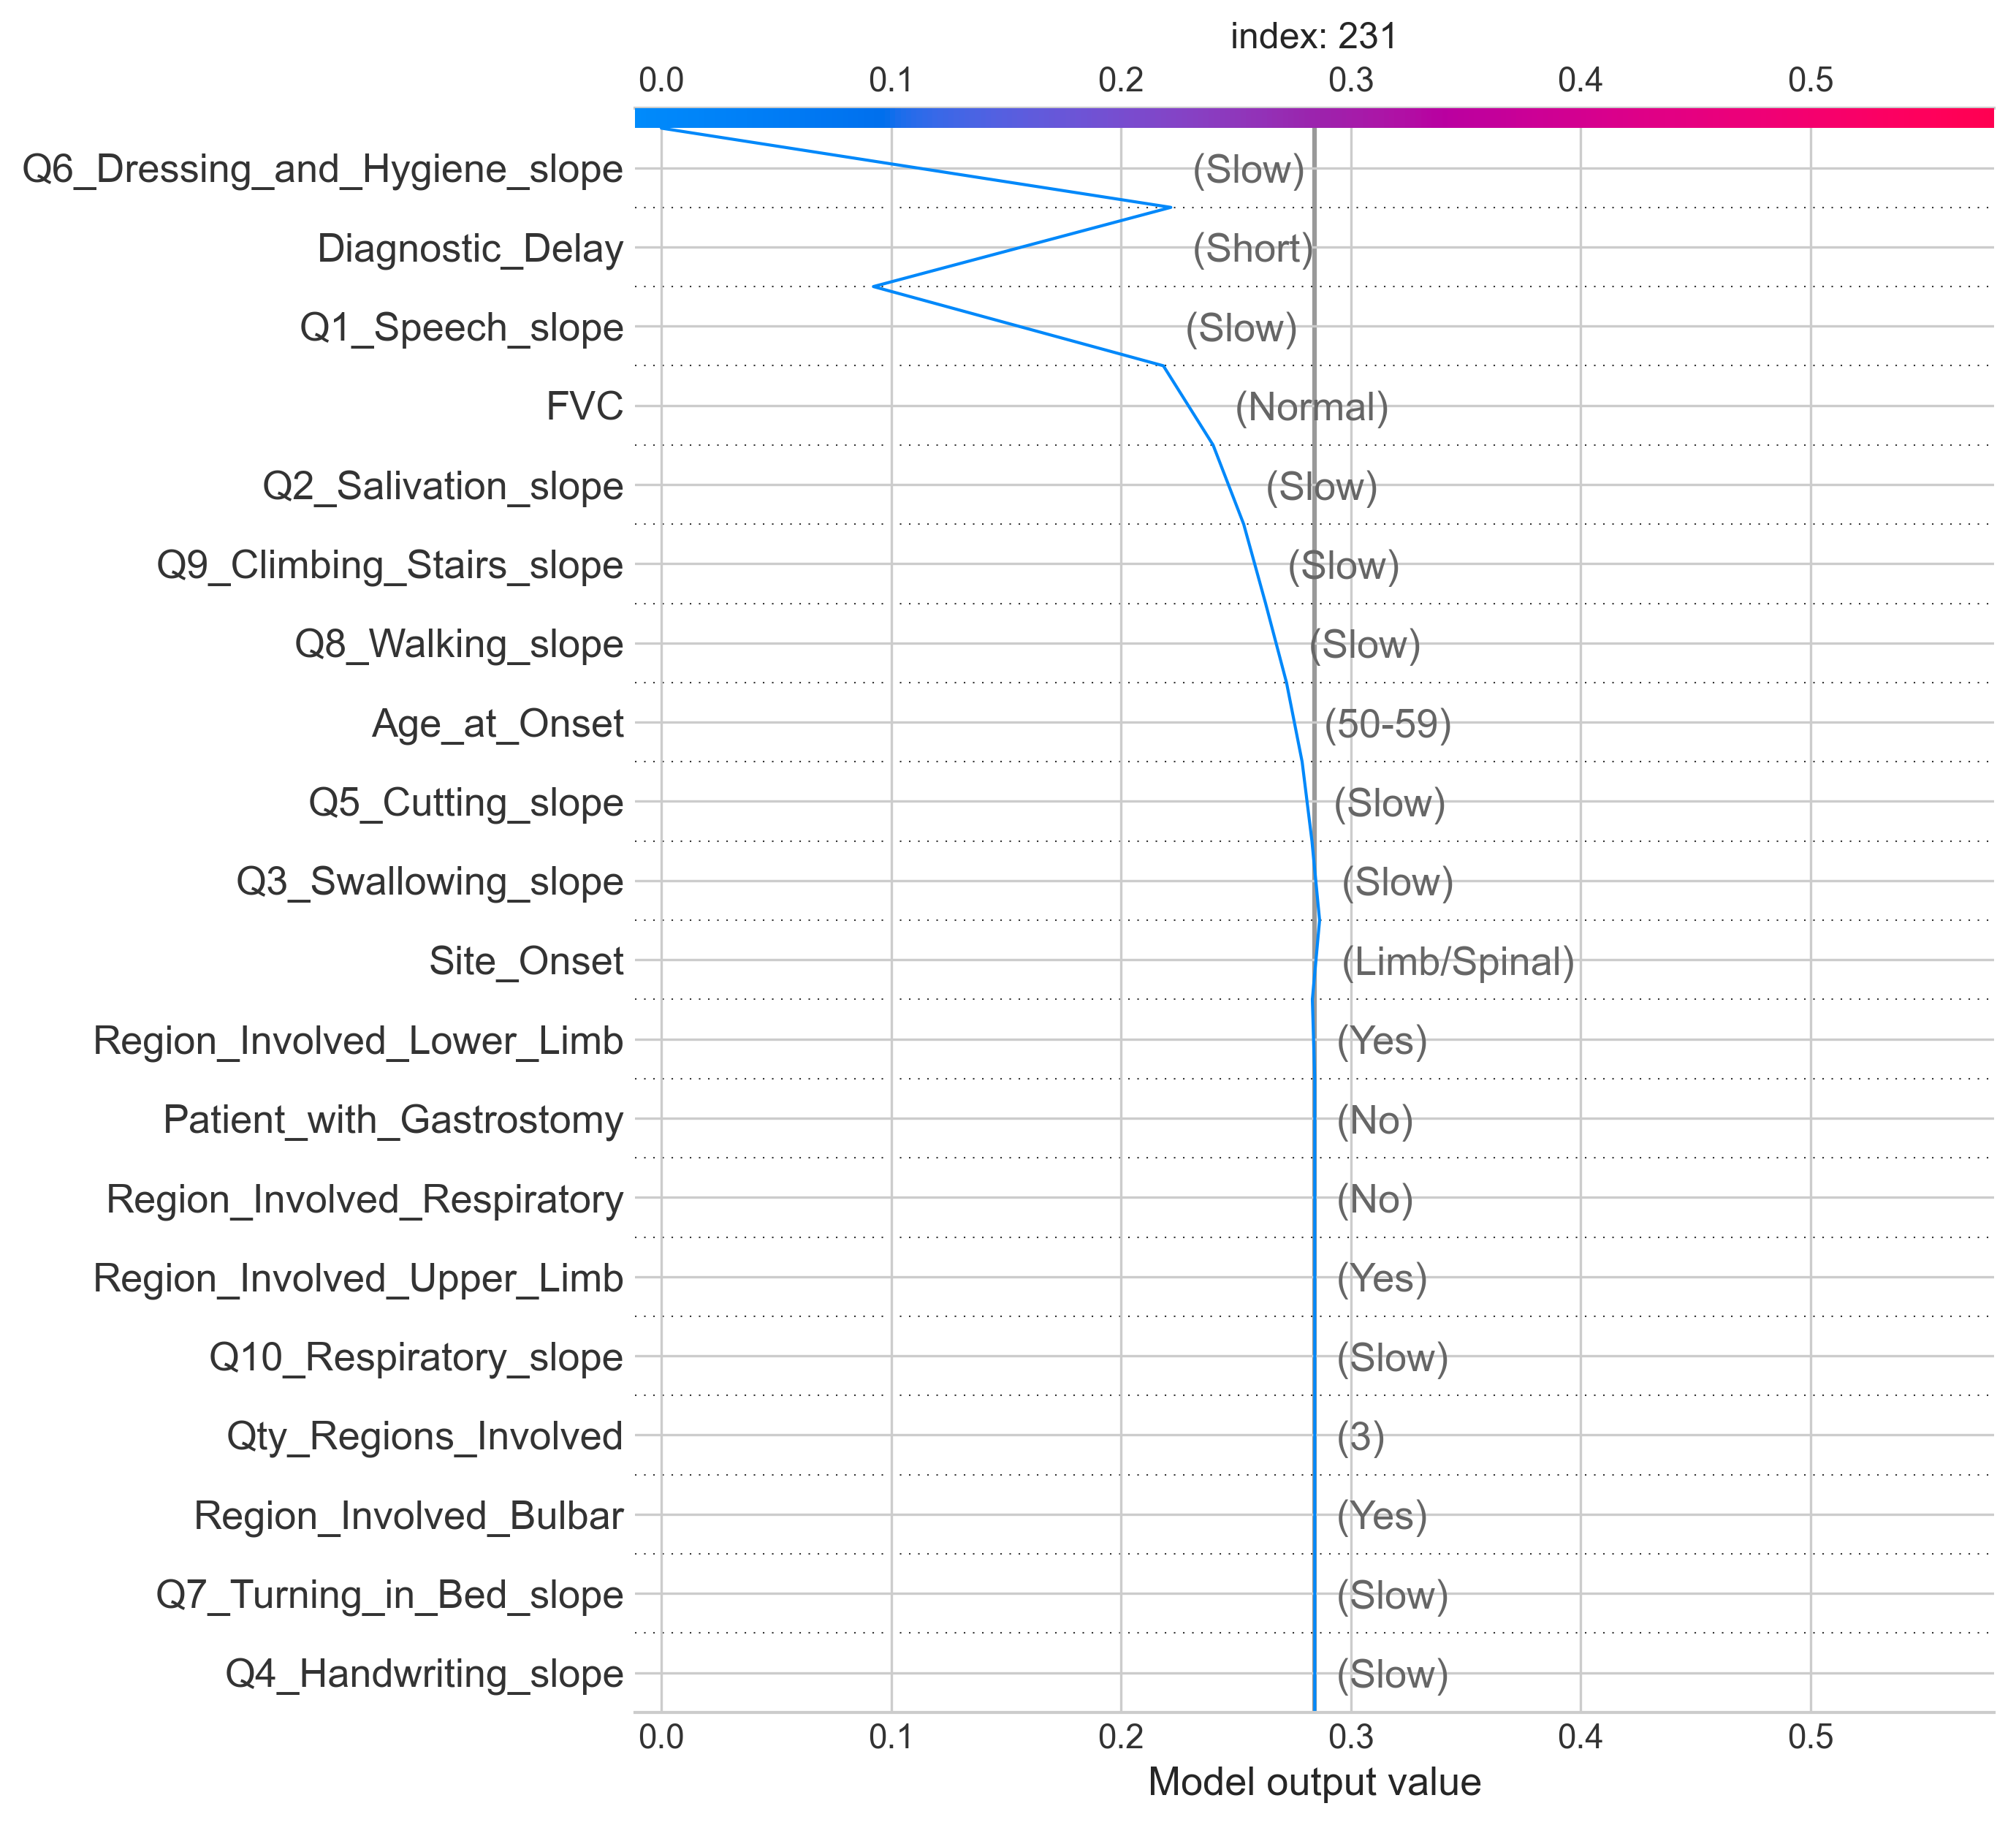 index: 231
0.0 0.1 0.2 0.3 0.4 0.5
Q6_Dressing_and_Hygiene_slope (Slow)
Diagnostic_Delay (Short)
Q1_Speech_slope (Slow)
FVC (Normal)
Q2_Salivation_slope (Slow)
Q9_Climbing_Stairs_slope (Slow)
Q8_Walking_slope (Slow)
Age_at_Onset (50-59)
Q5_Cutting_slope (Slow)
Q3_Swallowing_slope (Slow)
Site_Onset (Limb/Spinal)
Region_Involved_Lower_Limb (Yes)
Patient_with_Gastrostomy (No)
Region_Involved_Respiratory (No)
Region_Involved_Upper_Limb (Yes)
Q10_Respiratory_slope (Slow)
Qty_Regions_Involved (3)
Region_Involved_Bulbar (Yes)
Q7_Turning_in_Bed_slope (Slow)
Q4_Handwriting_slope (Slow)
0.0 0.1 0.2 0.3 0.4 0.5
Model output value